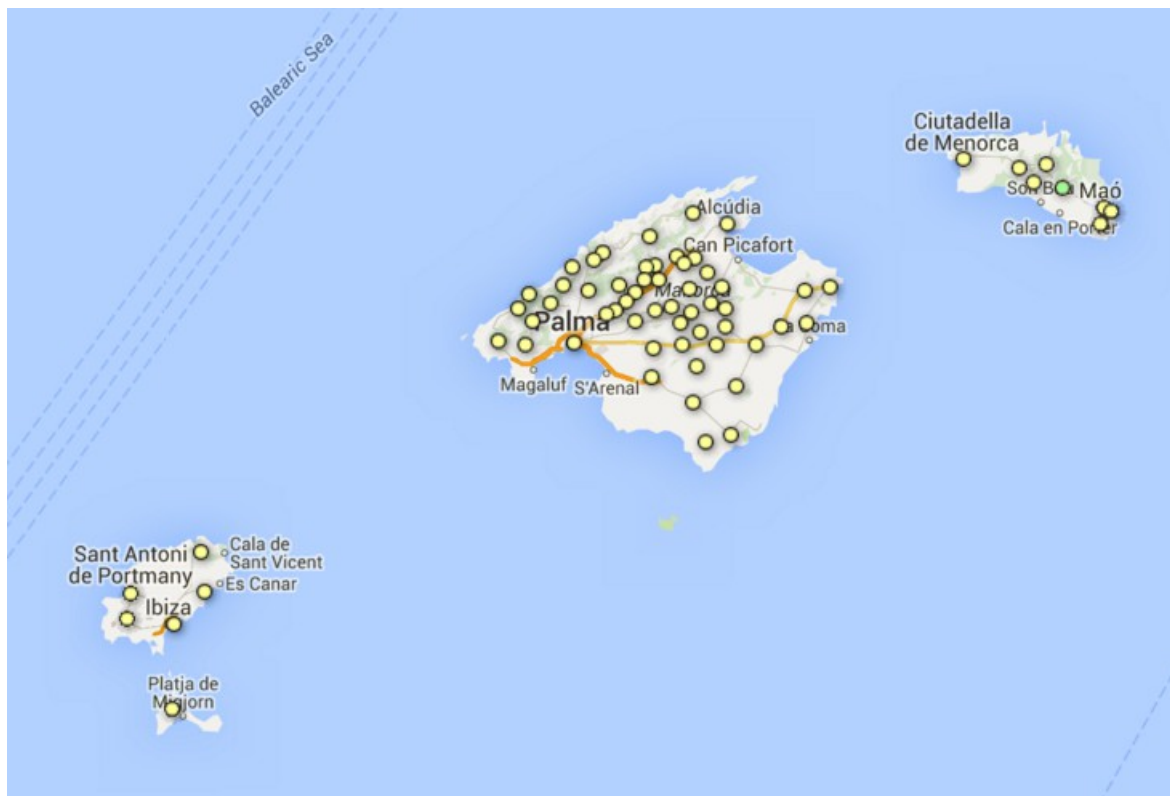 Balearic Sea
Ciutadella
de Menorca
Maó
Cala en Porter
Alcúdia
Can Picafort
Palma
Magaluf
S'Arenal
Cala de
Sant Vicent
Sant Antoni
de Portmany
Es Canar
Ibiza
Platja de
Migjorn